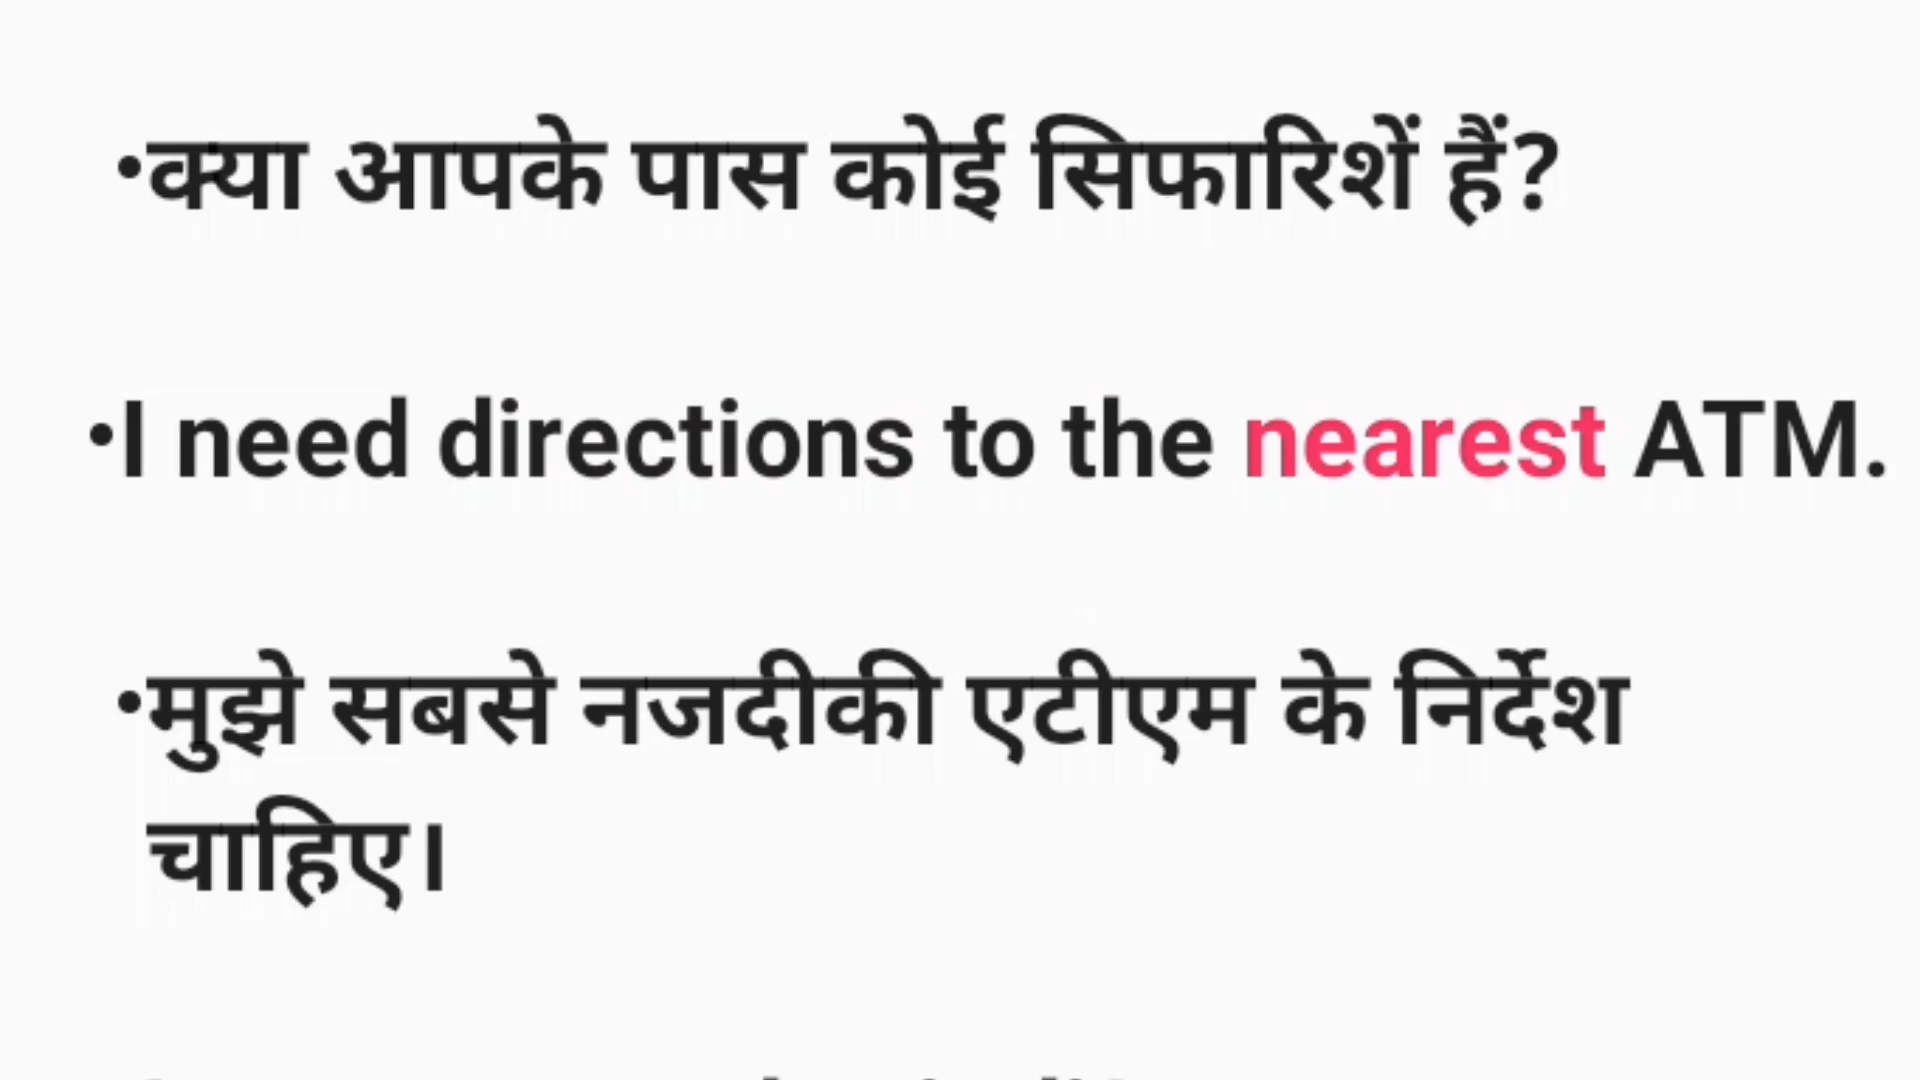 •क्या आपके पास कोई सिफारिशें हैं?
•I need directions to the nearest ATM.
•मुझे सबसे नजदीकी एटीएम के निर्देश
चाहिए।